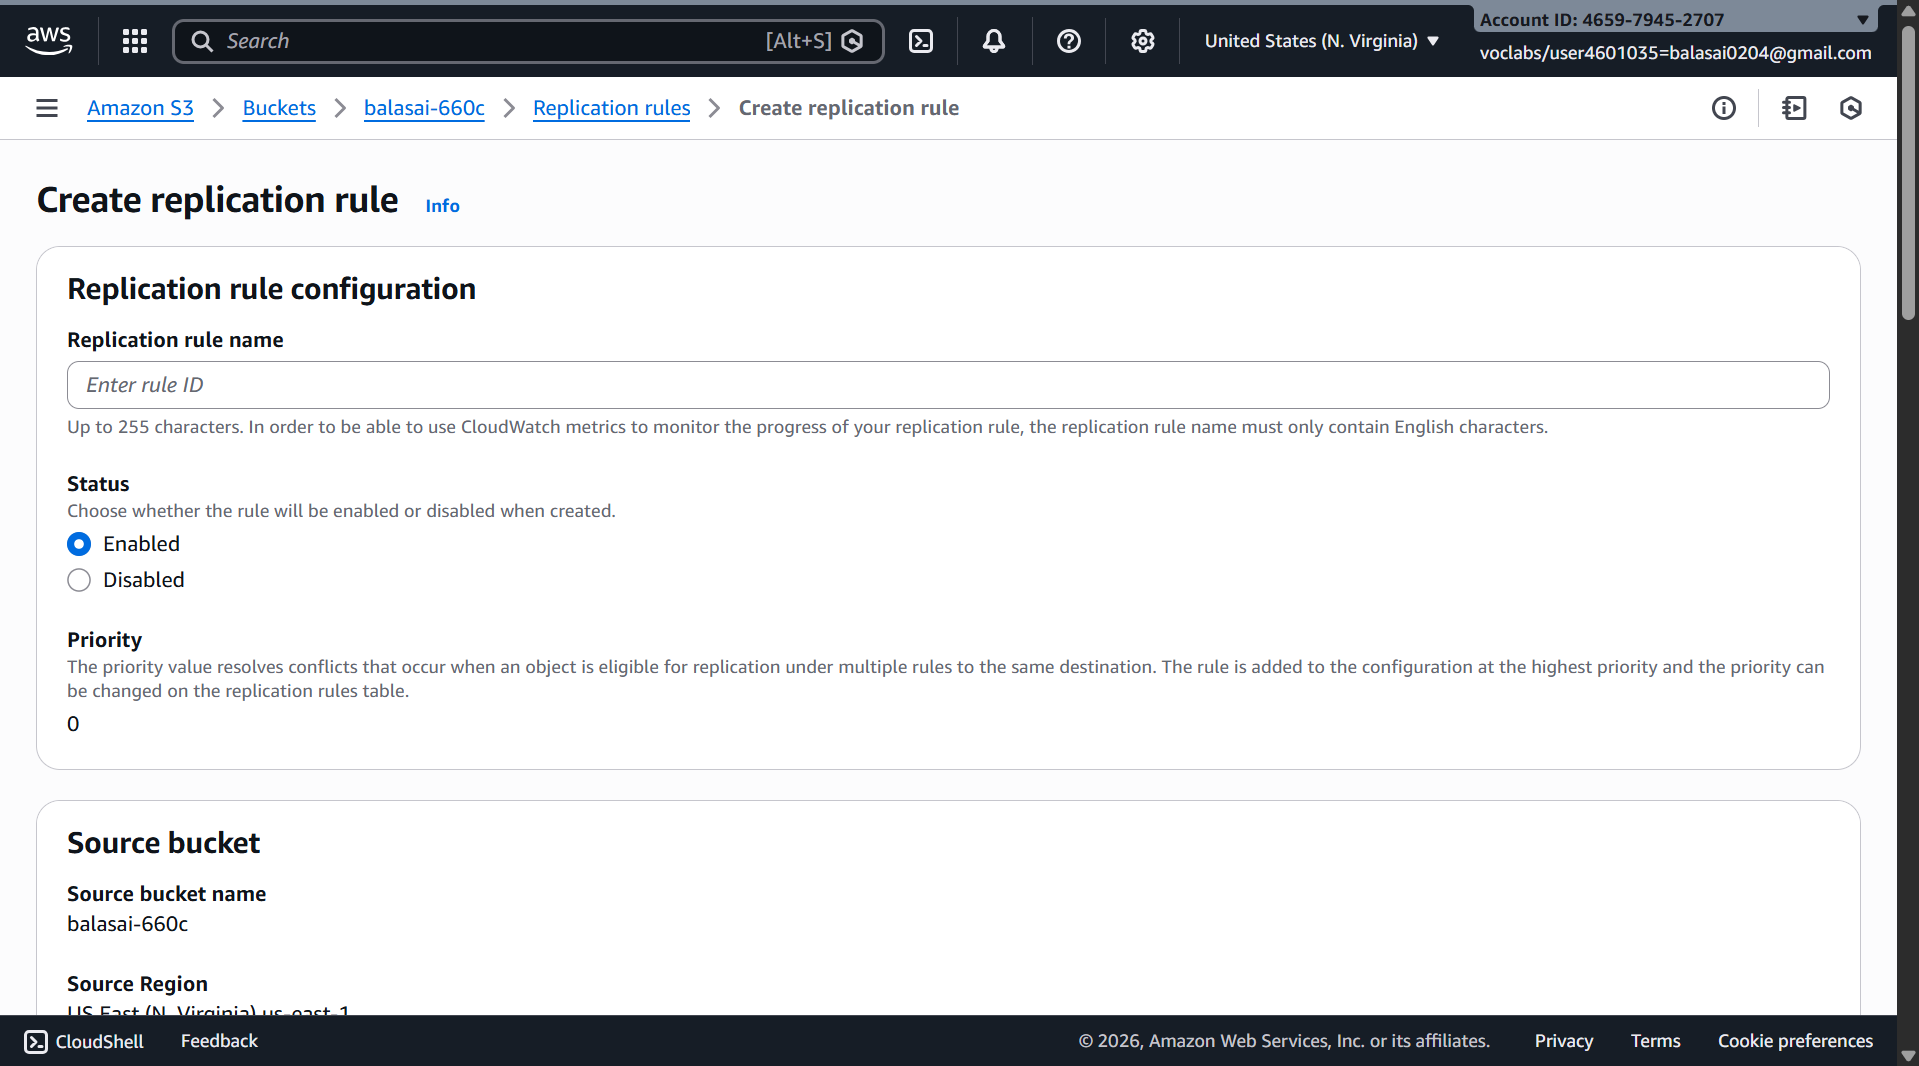 aws
Search [Alt+S]
United States (N. Virginia)
Account ID: 4659-7945-2707
voclabs/user4601035=balasai0204@gmail.com
Amazon S3 > Buckets > balasai-660c > Replication rules > Create replication rule
Create replication rule Info
Replication rule configuration
Replication rule name
Enter rule ID
Up to 255 characters. In order to be able to use CloudWatch metrics to monitor the progress of your replication rule, the replication rule name must only contain English characters.
Status
Choose whether the rule will be enabled or disabled when created.
Enabled
Disabled
Priority
The priority value resolves conflicts that occur when an object is eligible for replication under multiple rules to the same destination. The rule is added to the configuration at the highest priority and the priority can
be changed on the replication rules table.
0
Source bucket
Source bucket name
balasai-660c
Source Region
US East (N. Virginia) us-east-1
CloudShell Feedback © 2026, Amazon Web Services, Inc. or its affiliates. Privacy Terms Cookie preferences